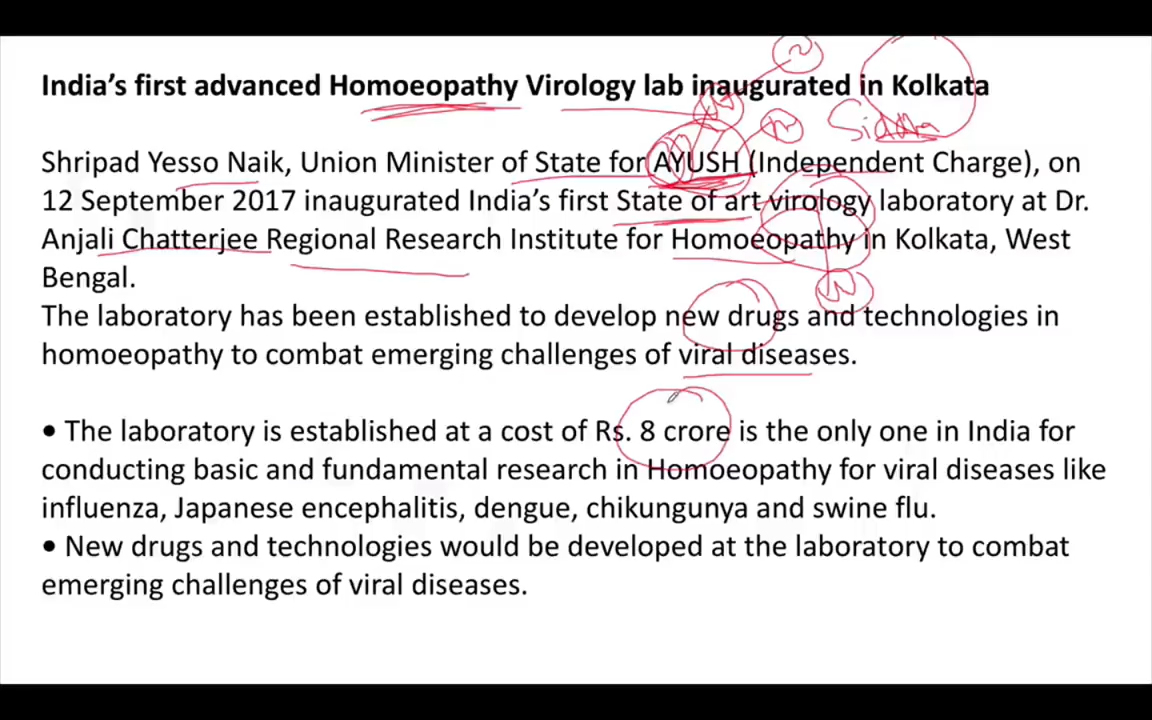 India's first advanced Homoeopathy Virology lab inaugurated in Kolkata
Siddha
Shripad Yesso Naik, Union Minister of State for AYUSH (Independent Charge), on
12 September 2017 inaugurated India's first State of art virology laboratory at Dr.
Anjali Chatterjee Regional Research Institute for Homoeopathy in Kolkata, West
Bengal.
The laboratory has been established to develop new drugs and technologies in
homoeopathy to combat emerging challenges of viral diseases.
• The laboratory is established at a cost of Rs. 8 crore is the only one in India for
conducting basic and fundamental research in Homoeopathy for viral diseases like
influenza, Japanese encephalitis, dengue, chikungunya and swine flu.
• New drugs and technologies would be developed at the laboratory to combat
emerging challenges of viral diseases.